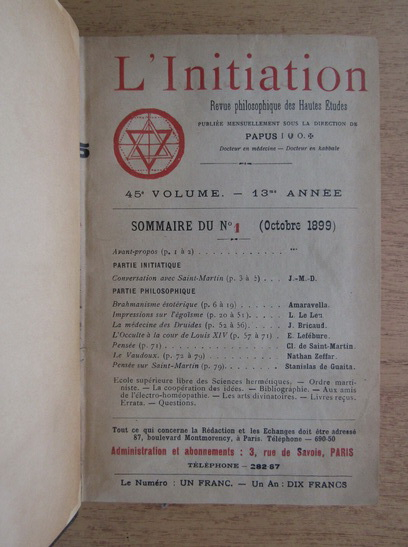 L'Initiation
Revue philosophique des Hautes Études
PUBLIÉE MENSUELLEMENT SOUS LA DIRECTION DE
PAPUS
Docteur en médecine — Docteur en kabbale
45e VOLUME. — 13me ANNÉE
SOMMAIRE DU No 1 (Octobre 1899)
Avant-propos (p. 1 à 2) . . . . . . . . . . . ***
PARTIE INITIATIQUE
Conversation avec Saint-Martin (p. 3 à 5) . . . J.-M.-D.
PARTIE PHILOSOPHIQUE
Brahmanisme ésotérique (p. 6 à 19) . . . . . Amaravella.
Impressions sur l'égoïsme (p. 20 à 51) . . . . L. Le Leu
La médecine des Druides (p. 52 à 56) . . . . J. Bricaud.
L'Occulte à la cour de Louis XIV (p. 57 à 71) . . E. Lefébure.
Pensée (p. 71) . . . . . . . . . . . . . Cl. de Saint-Martin.
Le Vaudoux. (p. 72 à 79) . . . . . . . . . Nathan Zeffar.
Pensée sur Saint-Martin (p. 79) . . . . . . . Stanislas de Guaita.
Ecole supérieure libre des Sciences hermétiques. — Ordre marti-
niste. — La coopération des idées. — Bibliographie. — Aux amis
de l'électro-homéopathie. — Les arts divinatoires. — Livres reçus.
Errata. — Questions.
Tout ce qui concerne la Rédaction et les Echanges doit être adressé
87, boulevard Montmorency, à Paris. Téléphone — 690-50
Administration et abonnements : 3, rue de Savoie, PARIS
TÉLÉPHONE — 282-67
Le Numéro : UN FRANC. — Un An : DIX FRANCS